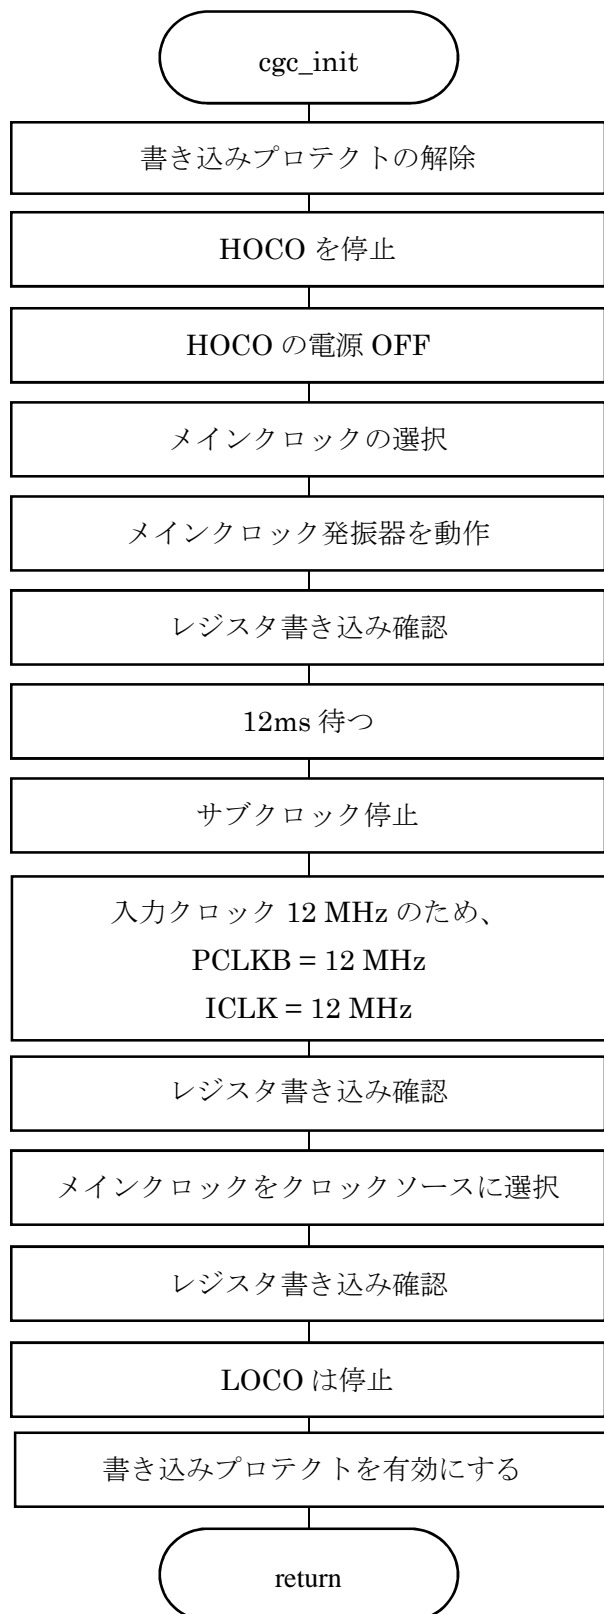 cgc_init
書き込みプロテクトの解除
HOCO を停止
HOCO の電源 OFF
メインクロックの選択
メインクロック発振器を動作
レジスタ書き込み確認
12ms 待つ
サブクロック停止
入力クロック 12 MHz のため、
PCLKB = 12 MHz
ICLK = 12 MHz
レジスタ書き込み確認
メインクロックをクロックソースに選択
レジスタ書き込み確認
LOCO は停止
書き込みプロテクトを有効にする
return